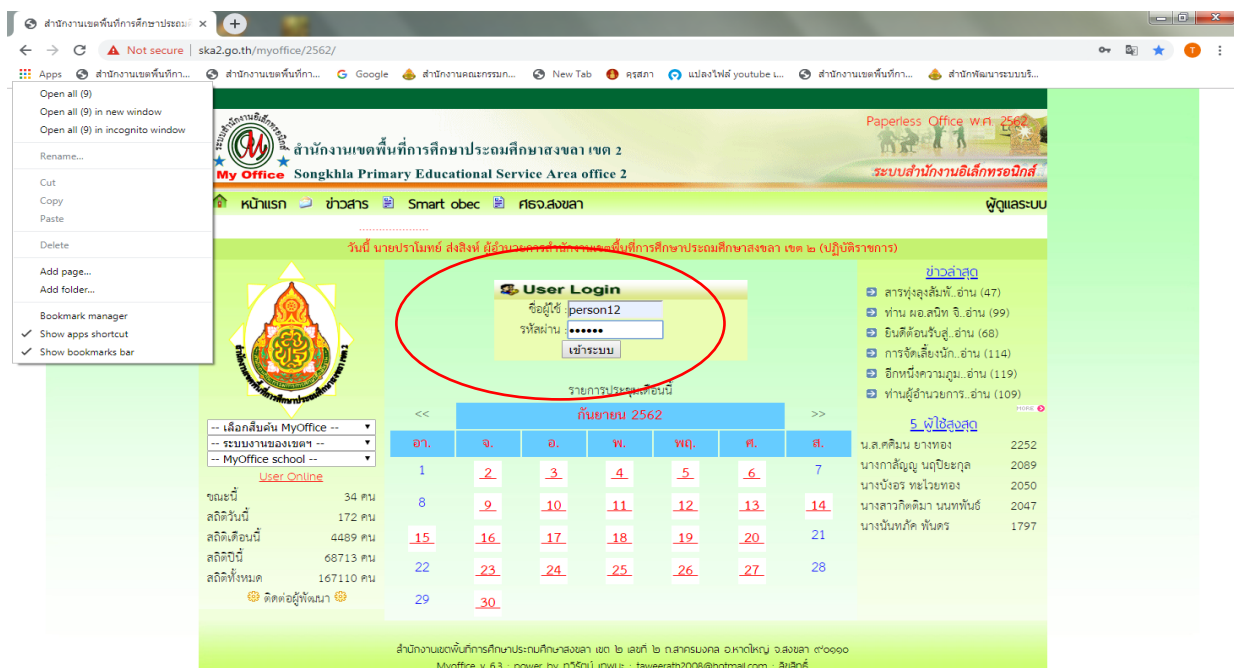 สำนักงานเขตพื้นที่การศึกษาประถมศึ
Not secure | ska2.go.th/myoffice/2562/
Apps สำนักงานเขตพื้นที่กา... สำนักงานเขตพื้นที่กา... Google สำนักงานคณะกรรมก... New Tab คุรุสภา แปลงไฟล์ youtube เ... สำนักงานเขตพื้นที่กา... สำนักพัฒนาระบบบริ...
Open all (9)
Open all (9) in new window
Open all (9) in incognito window
Rename...
Cut
Copy
Paste
Delete
Add page...
Add folder...
Bookmark manager
Show apps shortcut
Show bookmarks bar
My Office
สำนักงานเขตพื้นที่การศึกษาประถมศึกษาสงขลา เขต 2
Songkhla Primary Educational Service Area office 2
Paperless Office พ.ศ. 2562
ระบบสำนักงานอิเล็กทรอนิกส์
หน้าแรก ข่าวสาร Smart obec ศธจ.สงขลา ผู้ดูแลระบบ
วันนี้ นายปราโมทย์ ส่งสิงห์ ผู้อำนวยการสำนักงานเขตพื้นที่การศึกษาประถมศึกษาสงขลา เขต ๒ (ปฏิบัติราชการ)
User Login
ชื่อผู้ใช้ : person12
รหัสผ่าน : ••••••
เข้าระบบ
รายการประชุมเดือนนี้
<< กันยายน 2562 >>
อา. จ. อ. พ. พฤ. ศ. ส.
1 2 3 4 5 6 7
8 9 10 11 12 13 14
15 16 17 18 19 20 21
22 23 24 25 26 27 28
29 30
-- เลือกสืบค้น MyOffice --
-- ระบบงานของเขตฯ --
-- MyOffice school --
User Online
ขณะนี้ 34 คน
สถิติวันนี้ 172 คน
สถิติเดือนนี้ 4489 คน
สถิติปีนี้ 68713 คน
สถิติทั้งหมด 167110 คน
ติดต่อผู้พัฒนา
ข่าวล่าสุด
สารทุ่งลุงสัมพั..อ่าน (47)
ท่าน ผอ.สนิท จิ..อ่าน (99)
ยินดีต้อนรับสู่..อ่าน (68)
การจัดเลี้ยงนัก..อ่าน (114)
อีกหนึ่งความภูม..อ่าน (119)
ท่านผู้อำนวยการ..อ่าน (109)
MORE
5 ผู้ใช้สูงสุด
น.ส.ศศิมน ยางทอง 2252
นางกาลัญญู นฤปิยะกุล 2089
นางบังอร ทะไวยทอง 2050
นางสาวกิตติมา นนทพันธ์ 2047
นางนันทภัค พันดร 1797
สำนักงานเขตพื้นที่การศึกษาประถมศึกษาสงขลา เขต ๒ เลขที่ ๒ ถ.สาครมงคล อ.หาดใหญ่ จ.สงขลา ๙๐๑๑๐
Myoffice v 6.3 : power by ทวีรัตน์ เทพนะ : taweerath2008@hotmail.com : ลิขสิทธิ์